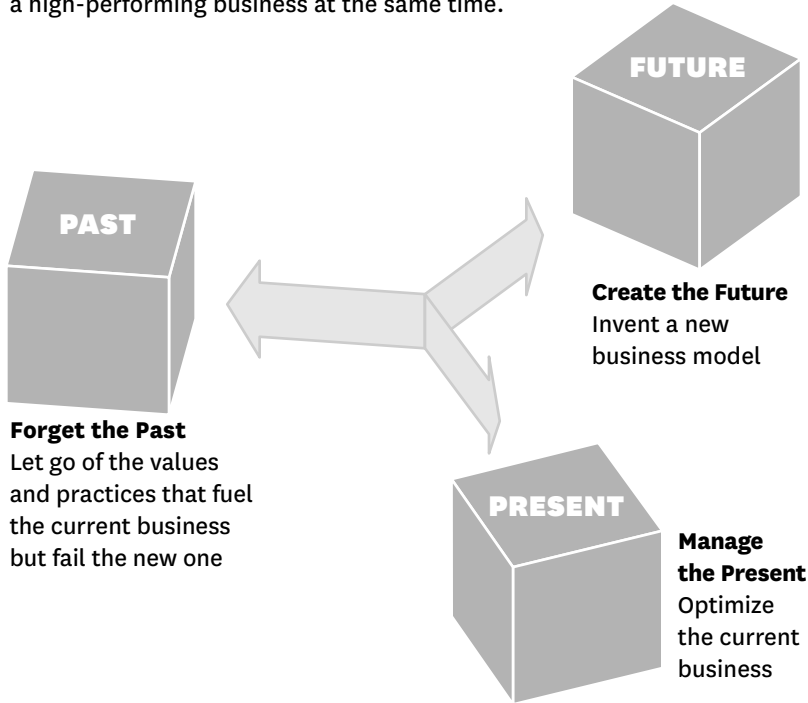 a high-performing business at the same time.
FUTURE
PAST
Create the Future
Invent a new
business model
Forget the Past
Let go of the values
and practices that fuel
the current business
but fail the new one
PRESENT
Manage
the Present
Optimize
the current
business